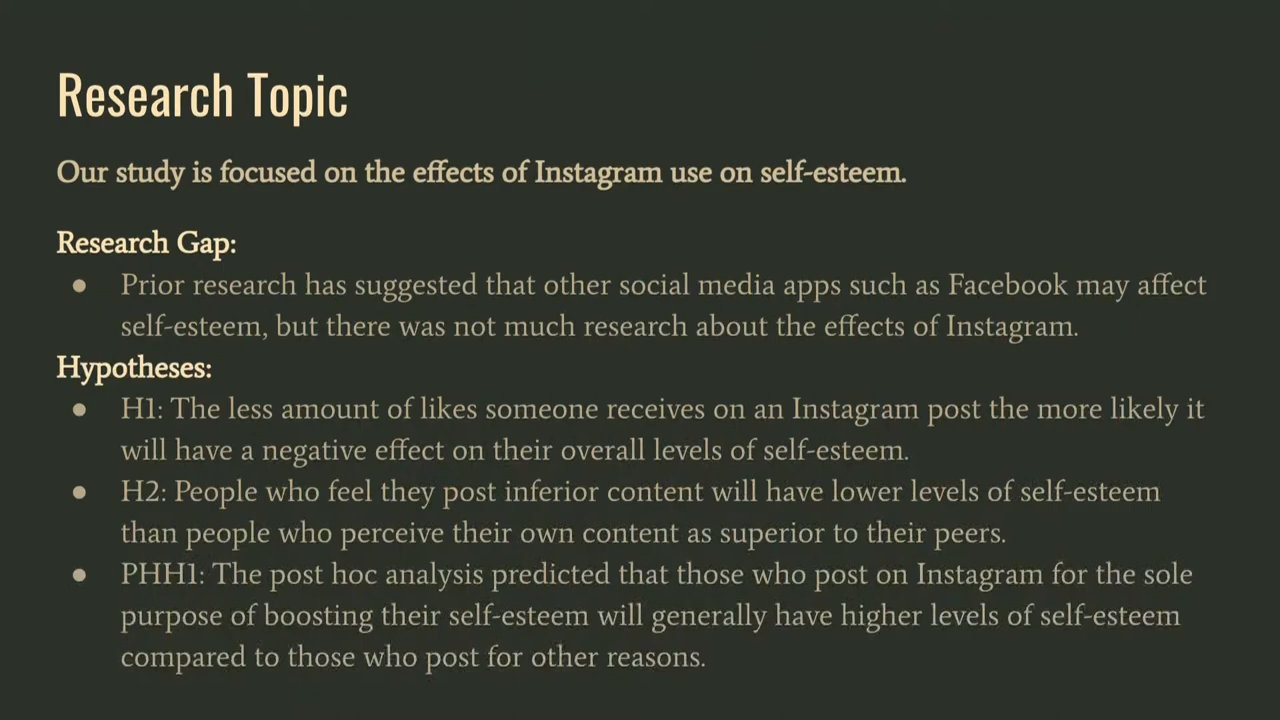 Research Topic
Our study is focused on the effects of Instagram use on self-esteem.
Research Gap:
● Prior research has suggested that other social media apps such as Facebook may affect
self-esteem, but there was not much research about the effects of Instagram.
Hypotheses:
● H1: The less amount of likes someone receives on an Instagram post the more likely it
will have a negative effect on their overall levels of self-esteem.
● H2: People who feel they post inferior content will have lower levels of self-esteem
than people who perceive their own content as superior to their peers.
● PHH1: The post hoc analysis predicted that those who post on Instagram for the sole
purpose of boosting their self-esteem will generally have higher levels of self-esteem
compared to those who post for other reasons.